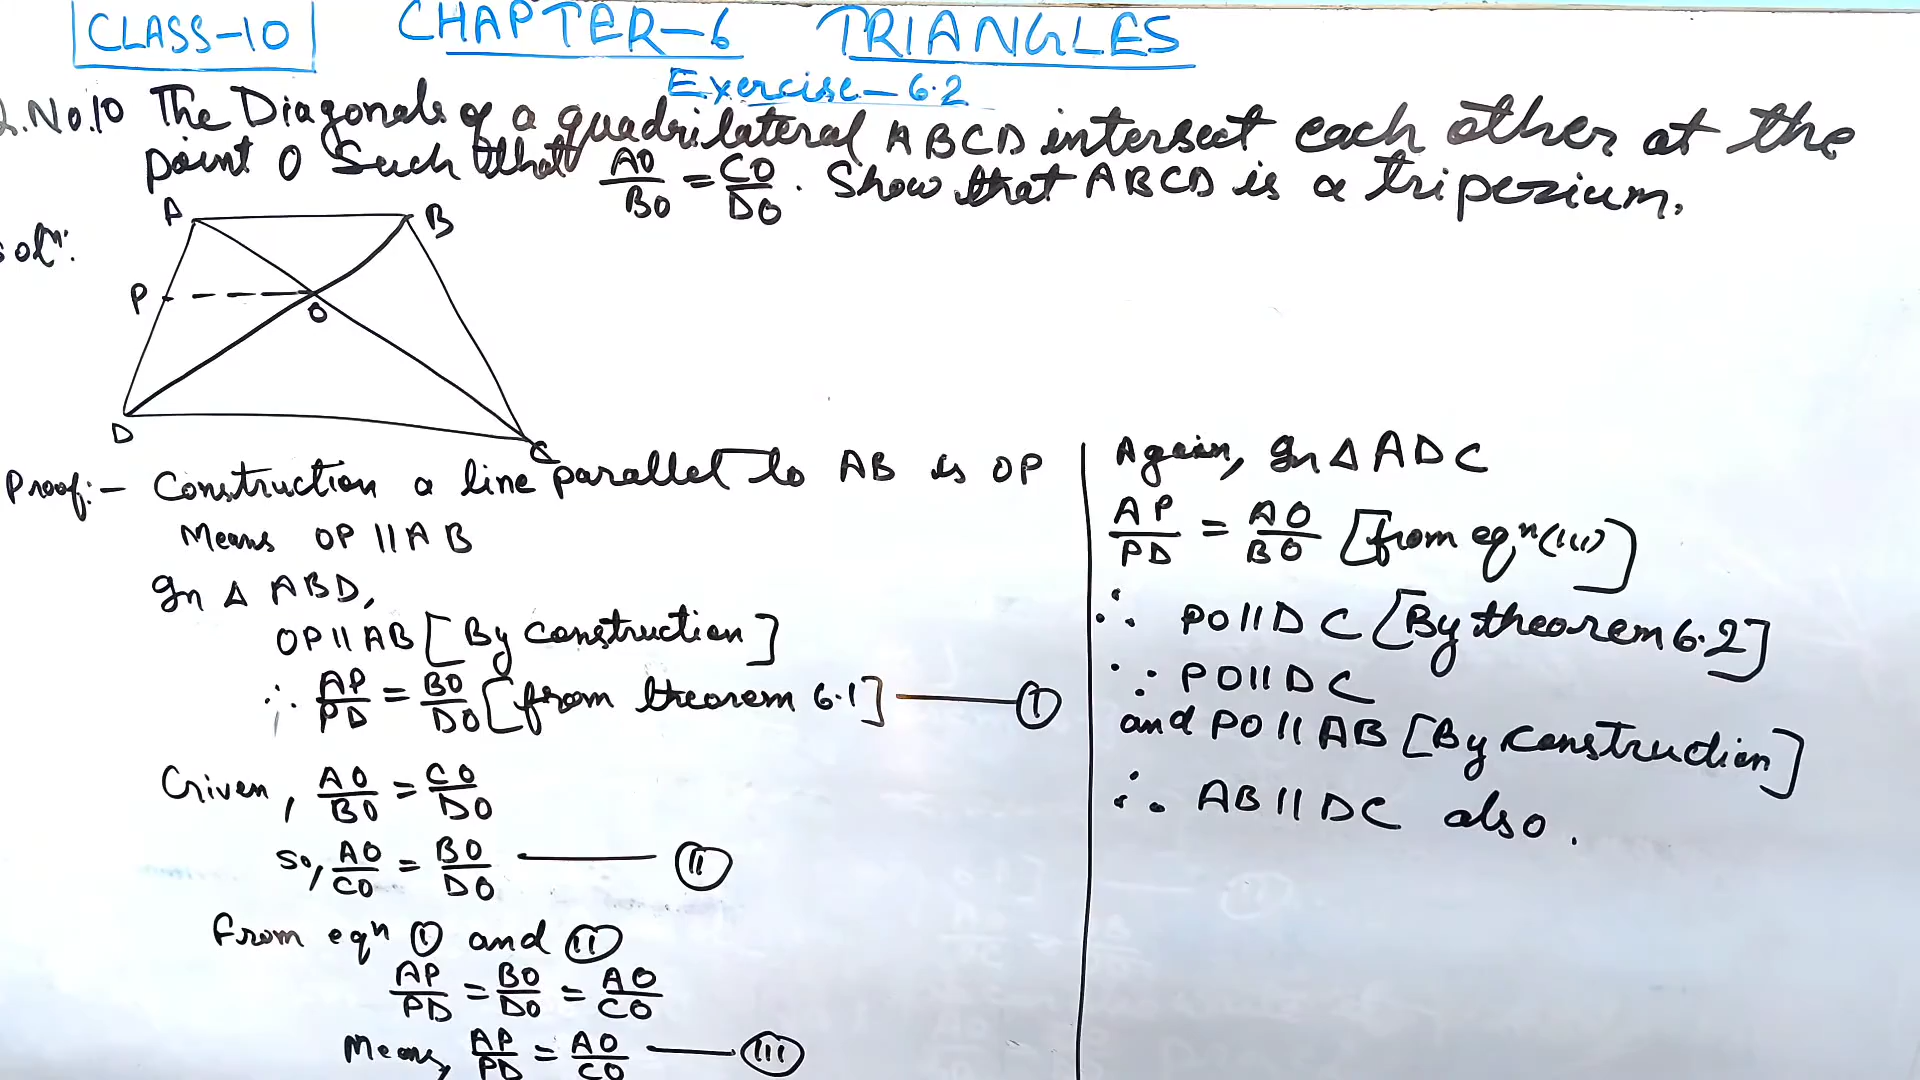 CLASS-10 CHAPTER-6 TRIANGLES
Exercise-6.2
Q.No.10 The Diagonals of a quadrilateral ABCD intersect each other at the
point O Such that AO/BO = CO/DO. Show that ABCD is a tripezium.
A
B
P
O
D
C
Soln:
Proof:- Construction a line parallel to AB is OP
Means OP || AB
In Δ ABD,
OP || AB [By construction]
∴ AP/PD = BO/DO [from theorem 6.1] —— (I)
Given, AO/BO = CO/DO
So, AO/CO = BO/DO —— (II)
from eqn (I) and (II)
AP/PD = BO/DO = AO/CO
Means, AP/PD = AO/CO —— (III)
Again, In Δ ADC
AP/PD = AO/BO [from eqn (iii)]
∴ PO || DC [By theorem 6.2]
∵ PO || DC
and PO || AB [By Construction]
∴ AB || DC also.